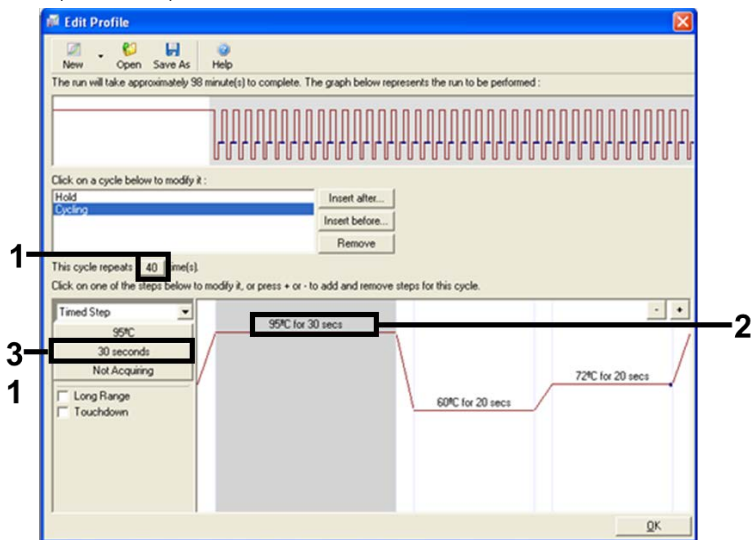 Edit Profile
New Open Save As Help
The run will take approximately 98 minute(s) to complete. The graph below represents the run to be performed :
Click on a cycle below to modify it :
Hold
Cycling
Insert after...
Insert before...
Remove
1
This cycle repeats 40 time(s).
Click on one of the steps below to modify it, or press + or - to add and remove steps for this cycle.
Timed Step
- +
95ºC for 30 secs
2
95ºC
3
30 seconds
Not Acquiring
1
72ºC for 20 secs
Long Range
60ºC for 20 secs
Touchdown
OK